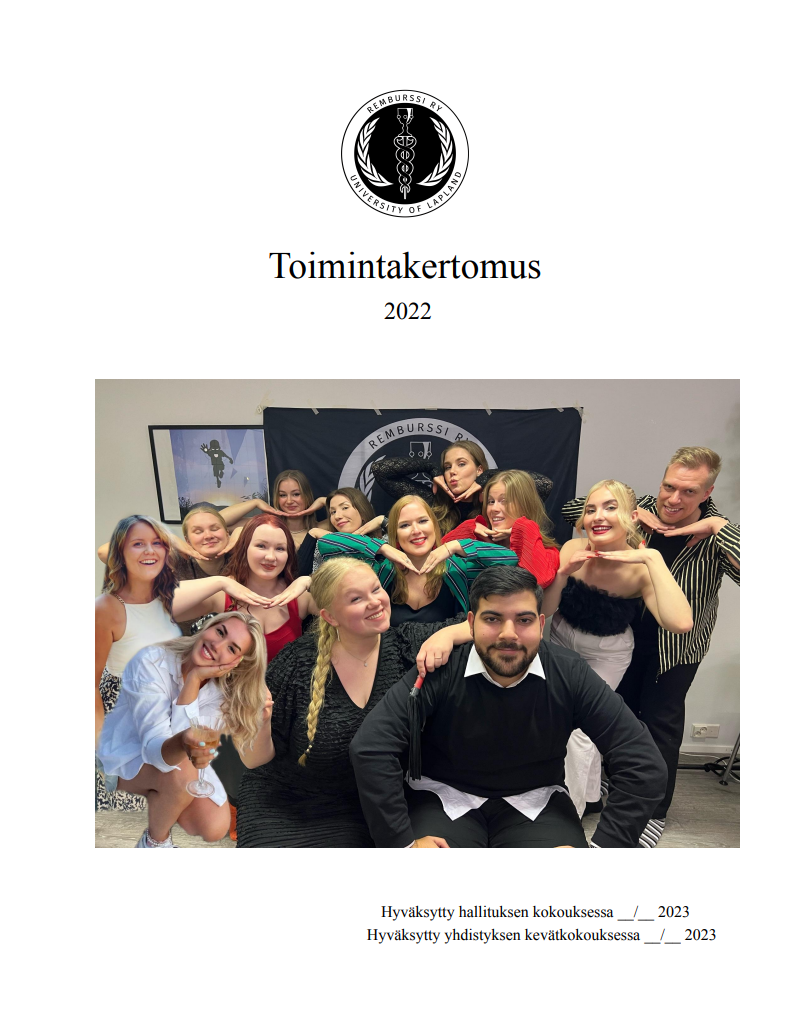 REMBURSSI RY
UNIVERSITY OF LAPLAND
Toimintakertomus
2022
REMBURSSI RY
Hyväksytty hallituksen kokouksessa __/__ 2023
Hyväksytty yhdistyksen kevätkokouksessa __/__ 2023